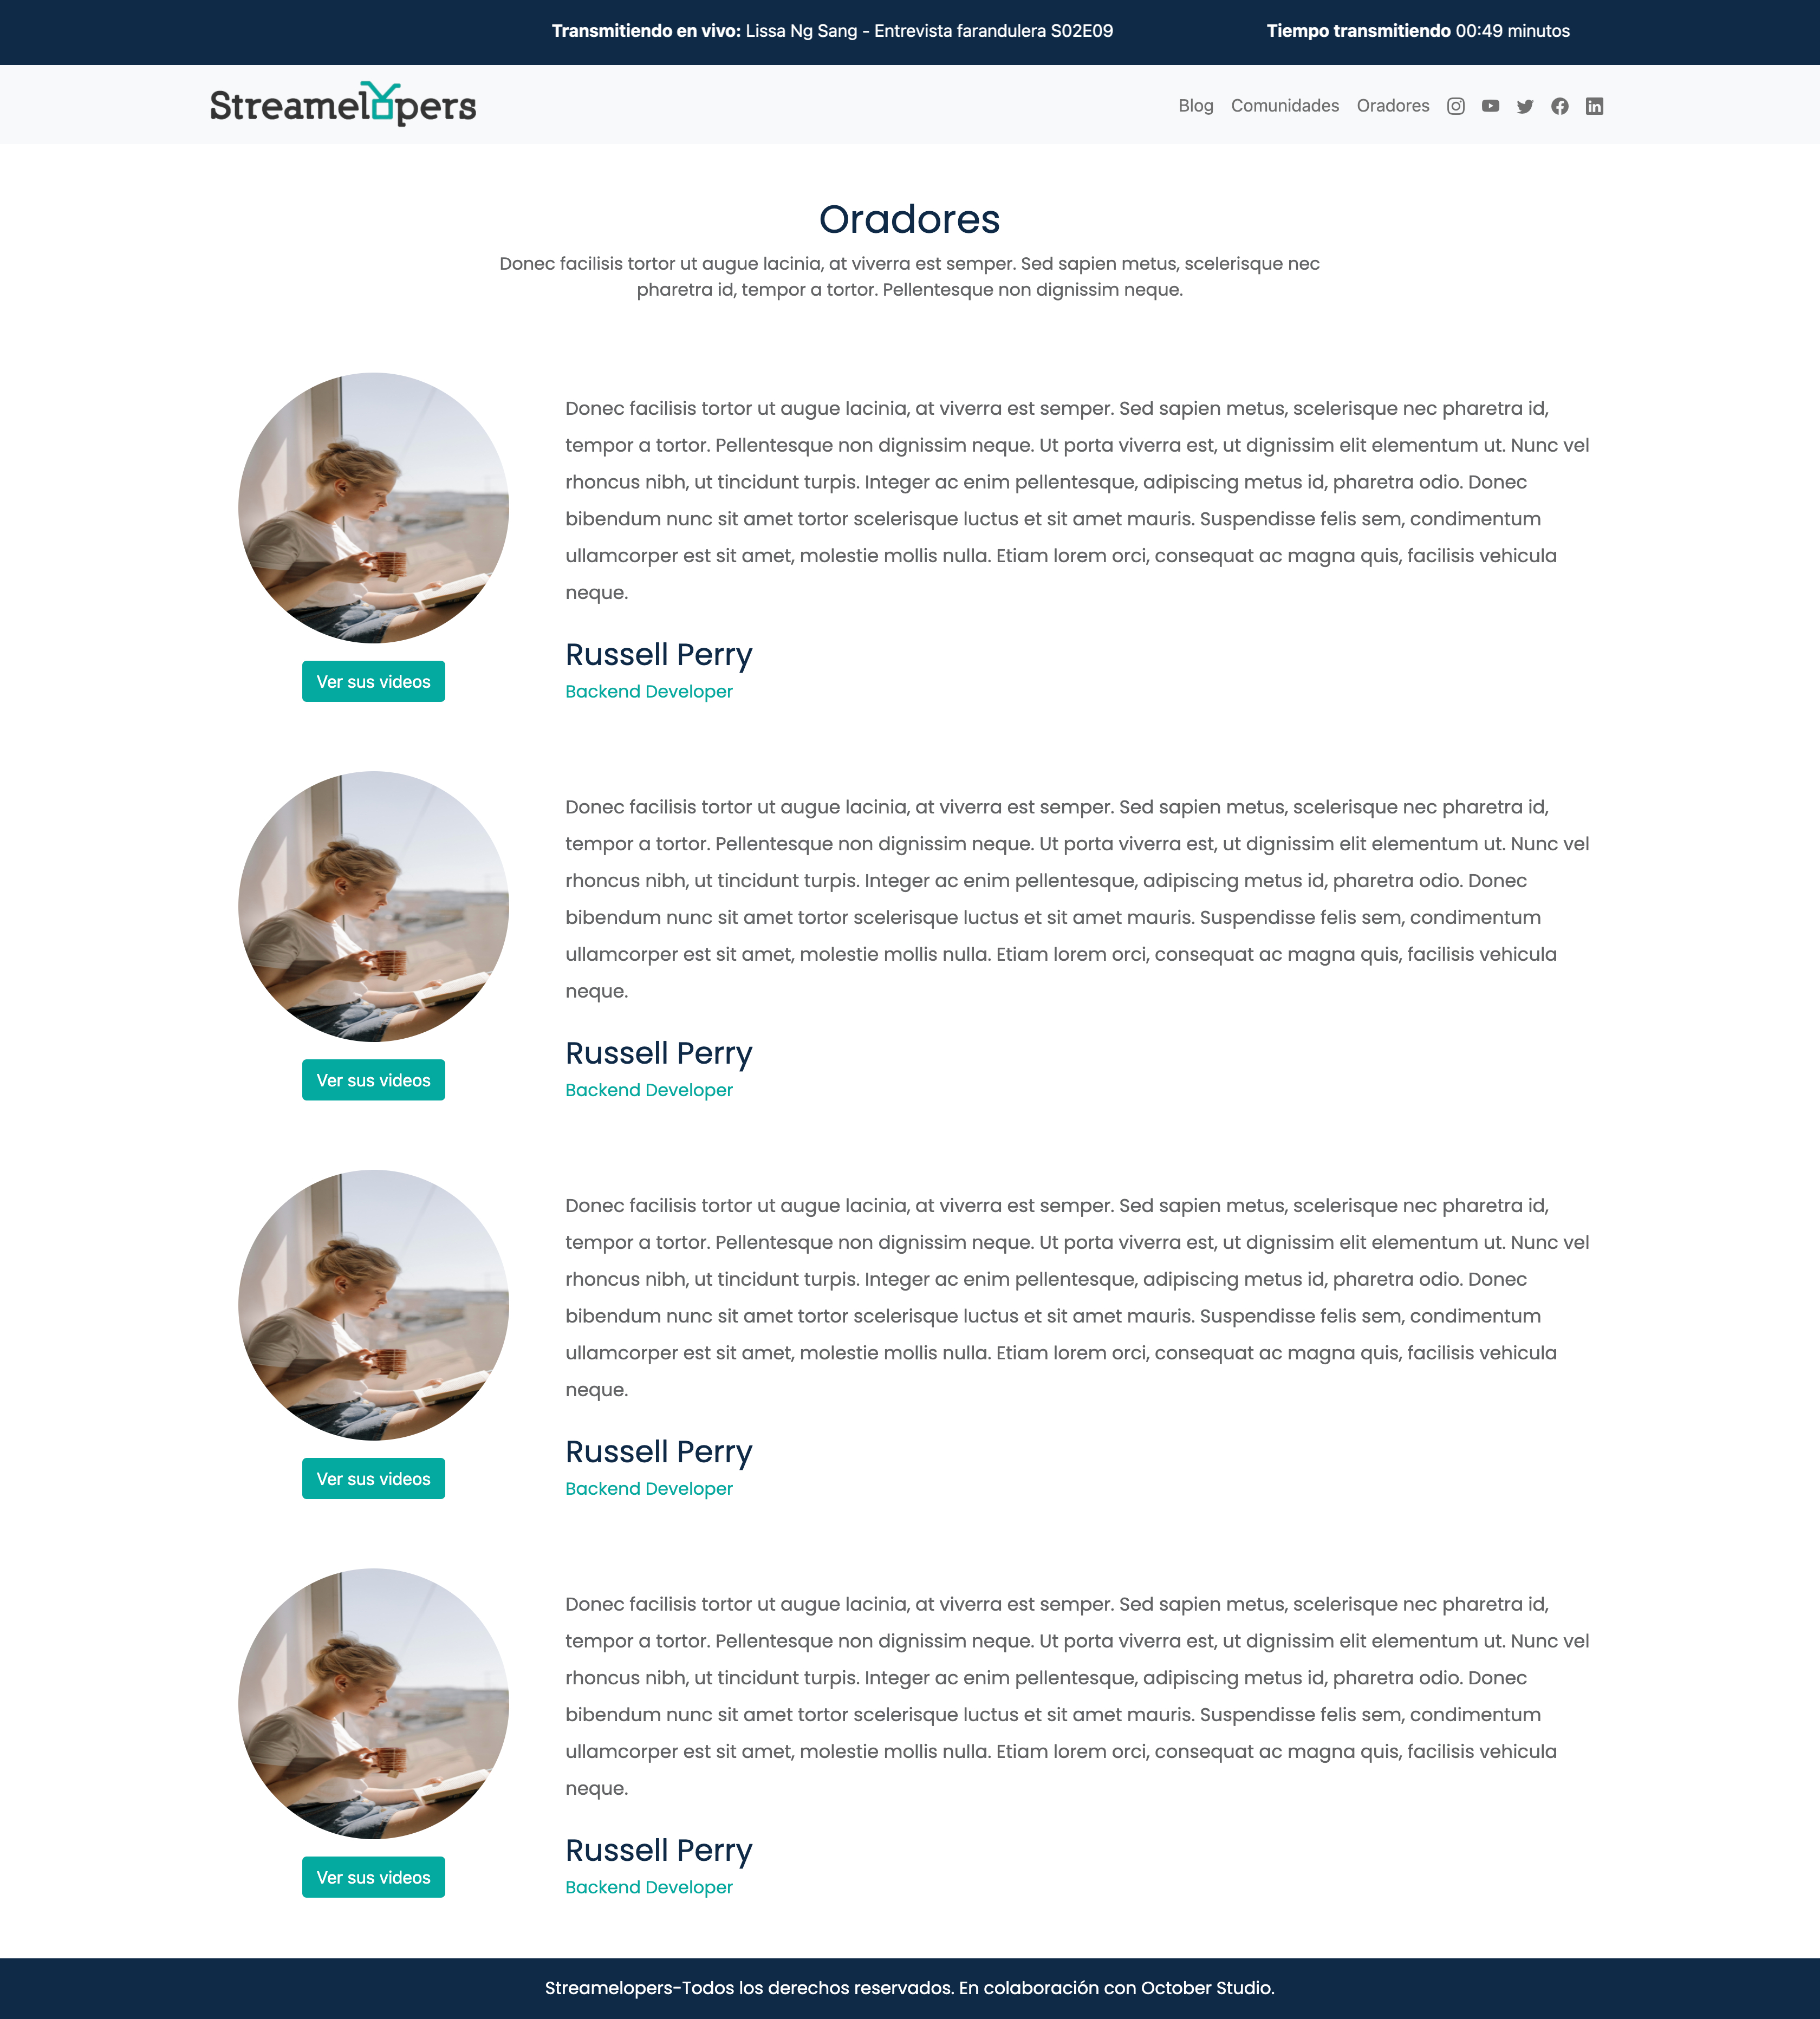 Transmitiendo en vivo: Lissa Ng Sang - Entrevista farandulera S02E09
Tiempo transmitiendo 00:49 minutos
Streamelopers
Blog Comunidades Oradores
Oradores
Donec facilisis tortor ut augue lacinia, at viverra est semper. Sed sapien metus, scelerisque nec
pharetra id, tempor a tortor. Pellentesque non dignissim neque.
Donec facilisis tortor ut augue lacinia, at viverra est semper. Sed sapien metus, scelerisque nec pharetra id,
tempor a tortor. Pellentesque non dignissim neque. Ut porta viverra est, ut dignissim elit elementum ut. Nunc vel
rhoncus nibh, ut tincidunt turpis. Integer ac enim pellentesque, adipiscing metus id, pharetra odio. Donec
bibendum nunc sit amet tortor scelerisque luctus et sit amet mauris. Suspendisse felis sem, condimentum
ullamcorper est sit amet, molestie mollis nulla. Etiam lorem orci, consequat ac magna quis, facilisis vehicula
neque.
Russell Perry
Backend Developer
Ver sus videos
Donec facilisis tortor ut augue lacinia, at viverra est semper. Sed sapien metus, scelerisque nec pharetra id,
tempor a tortor. Pellentesque non dignissim neque. Ut porta viverra est, ut dignissim elit elementum ut. Nunc vel
rhoncus nibh, ut tincidunt turpis. Integer ac enim pellentesque, adipiscing metus id, pharetra odio. Donec
bibendum nunc sit amet tortor scelerisque luctus et sit amet mauris. Suspendisse felis sem, condimentum
ullamcorper est sit amet, molestie mollis nulla. Etiam lorem orci, consequat ac magna quis, facilisis vehicula
neque.
Russell Perry
Backend Developer
Ver sus videos
Donec facilisis tortor ut augue lacinia, at viverra est semper. Sed sapien metus, scelerisque nec pharetra id,
tempor a tortor. Pellentesque non dignissim neque. Ut porta viverra est, ut dignissim elit elementum ut. Nunc vel
rhoncus nibh, ut tincidunt turpis. Integer ac enim pellentesque, adipiscing metus id, pharetra odio. Donec
bibendum nunc sit amet tortor scelerisque luctus et sit amet mauris. Suspendisse felis sem, condimentum
ullamcorper est sit amet, molestie mollis nulla. Etiam lorem orci, consequat ac magna quis, facilisis vehicula
neque.
Russell Perry
Backend Developer
Ver sus videos
Donec facilisis tortor ut augue lacinia, at viverra est semper. Sed sapien metus, scelerisque nec pharetra id,
tempor a tortor. Pellentesque non dignissim neque. Ut porta viverra est, ut dignissim elit elementum ut. Nunc vel
rhoncus nibh, ut tincidunt turpis. Integer ac enim pellentesque, adipiscing metus id, pharetra odio. Donec
bibendum nunc sit amet tortor scelerisque luctus et sit amet mauris. Suspendisse felis sem, condimentum
ullamcorper est sit amet, molestie mollis nulla. Etiam lorem orci, consequat ac magna quis, facilisis vehicula
neque.
Russell Perry
Backend Developer
Ver sus videos
Streamelopers-Todos los derechos reservados. En colaboración con October Studio.